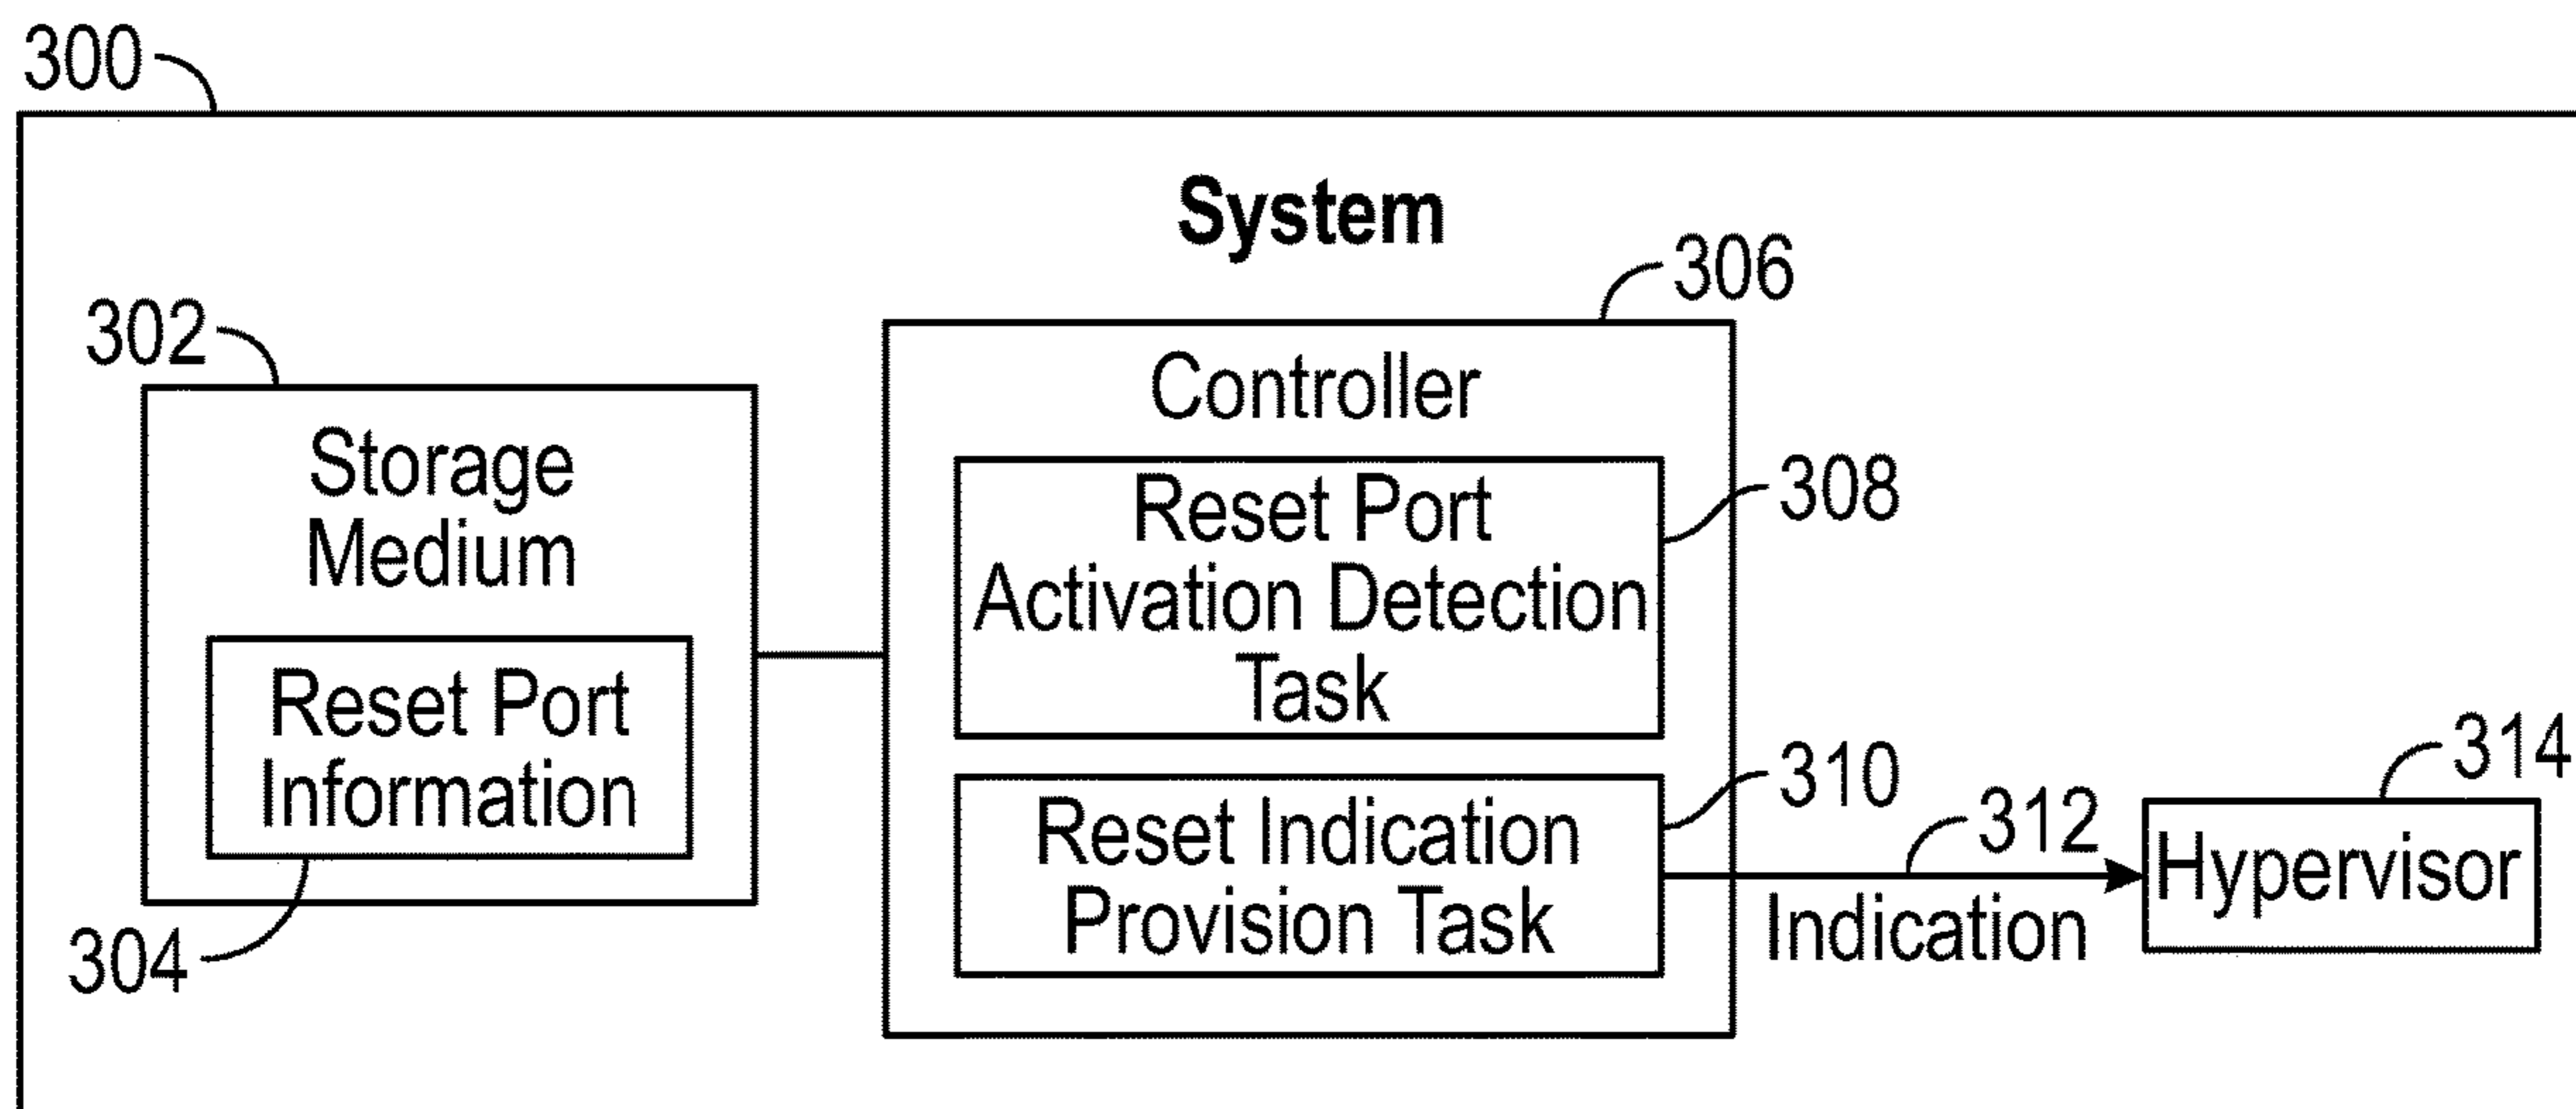 300
System
306
302
Controller
Storage
Medium
Reset Port
Activation Detection
Task
308
Reset Port
Information
304
Reset Indication
Provision Task
310
312
Indication
314
Hypervisor